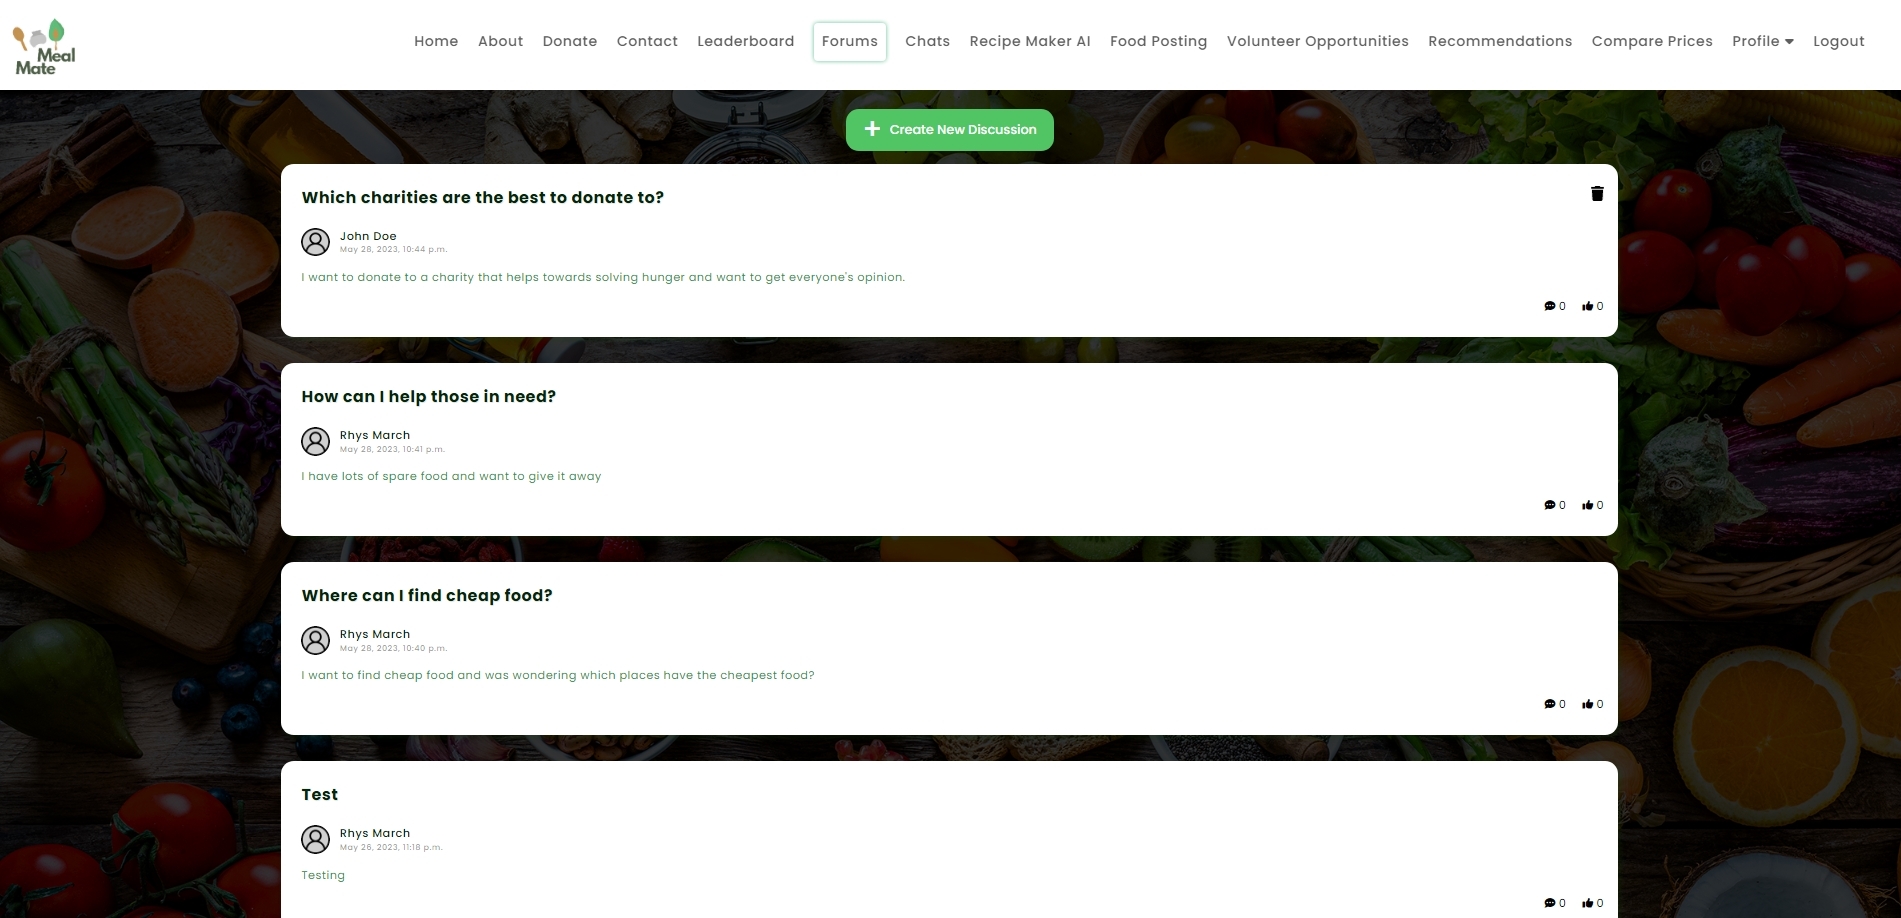 Meal
Mate
Home About Donate Contact Leaderboard Forums Chats Recipe Maker AI Food Posting Volunteer Opportunities Recommendations Compare Prices Profile Logout
Create New Discussion
Which charities are the best to donate to?
John Doe
May 28, 2023, 10:44 p.m.
I want to donate to a charity that helps towards solving hunger and want to get everyone's opinion.
0 0
How can I help those in need?
Rhys March
May 28, 2023, 10:41 p.m.
I have lots of spare food and want to give it away
0 0
Where can I find cheap food?
Rhys March
May 28, 2023, 10:40 p.m.
I want to find cheap food and was wondering which places have the cheapest food?
0 0
Test
Rhys March
May 26, 2023, 11:18 p.m.
Testing
0 0